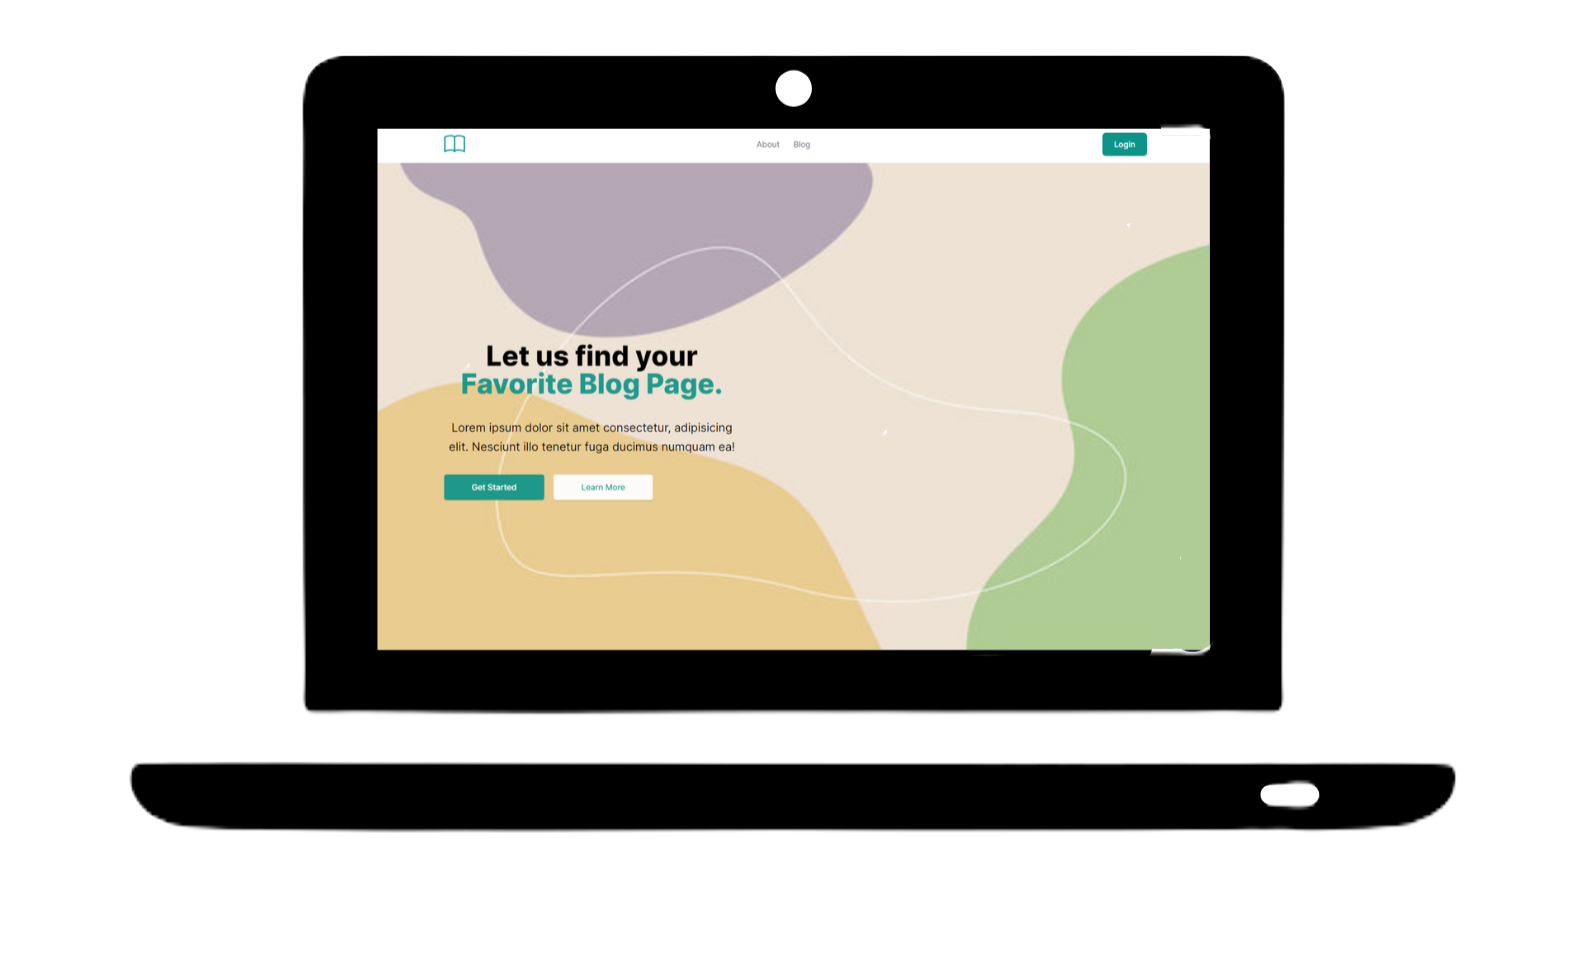 About Blog
Login
Let us find your
Favorite Blog Page.
Lorem ipsum dolor sit amet consectetur, adipisicing
elit. Nesciunt illo tenetur fuga ducimus numquam ea!
Get Started
Learn More